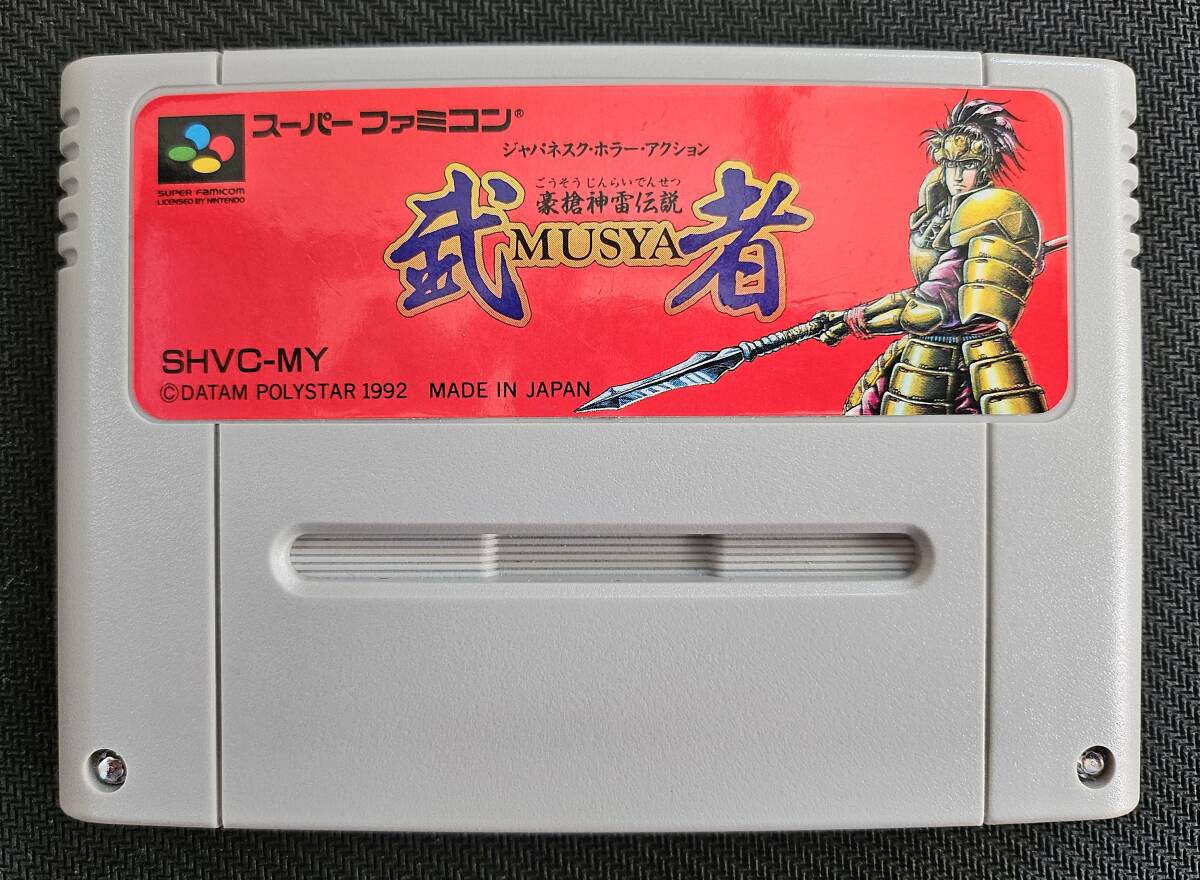 スーパーファミコン®
SUPER FAMICOM
LICENSED BY NINTENDO
ジャパネスク・ホラー・アクション
ごうそうじんらいでんせつ
豪槍神雷伝説
武者
MUSYA
SHVC-MY
©DATAM POLYSTAR 1992 MADE IN JAPAN